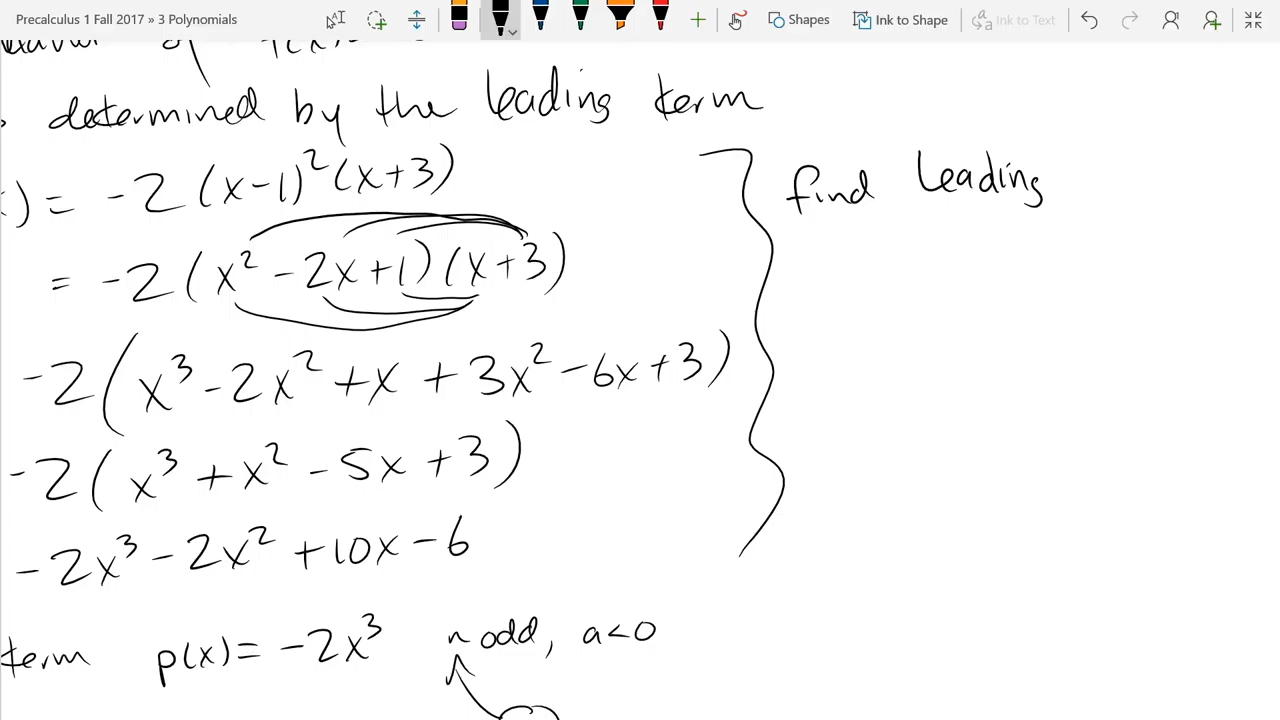 Precalculus 1 Fall 2017 » 3 Polynomials
Shapes
Ink to Shape
Ink to Text
determined by the leading term
) = -2(x-1)²(x+3)
find leading
= -2(x²-2x+1)(x+3)
-2(x³-2x²+x+3x²-6x+3)
-2(x³+x²-5x+3)
-2x³-2x²+10x-6
term p(x)=-2x³ n odd, a<0